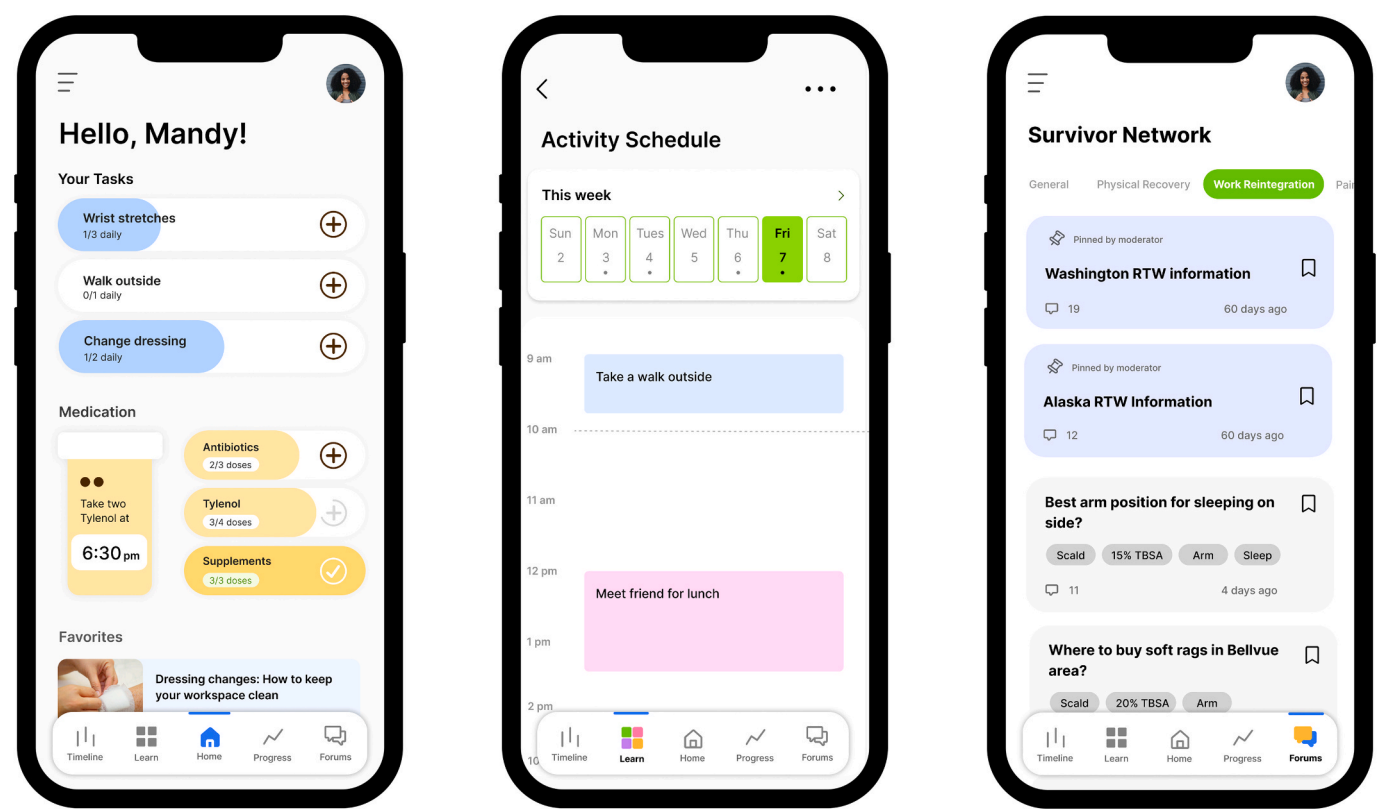 Hello, Mandy!
Your Tasks
Wrist stretches
1/3 daily
Walk outside
0/1 daily
Change dressing
1/2 daily
Medication
Take two
Tylenol at
6:30 pm
Antibiotics
2/3 doses
Tylenol
3/4 doses
Supplements
3/3 doses
Favorites
Dressing changes: How to keep
your workspace clean
Timeline
Learn
Home
Progress
Forums
Activity Schedule
This week
Sun Mon Tues Wed Thu Fri Sat
2 3 4 5 6 7 8
9 am
Take a walk outside
10 am
11 am
12 pm
Meet friend for lunch
1 pm
2 pm
10
Timeline
Learn
Home
Progress
Forums
Survivor Network
General Physical Recovery Work Reintegration Pai
Pinned by moderator
Washington RTW information
19 60 days ago
Pinned by moderator
Alaska RTW Information
12 60 days ago
Best arm position for sleeping on
side?
Scald 15% TBSA Arm Sleep
11 4 days ago
Where to buy soft rags in Bellvue
area?
Scald 20% TBSA Arm
Timeline
Learn
Home
Progress
Forums